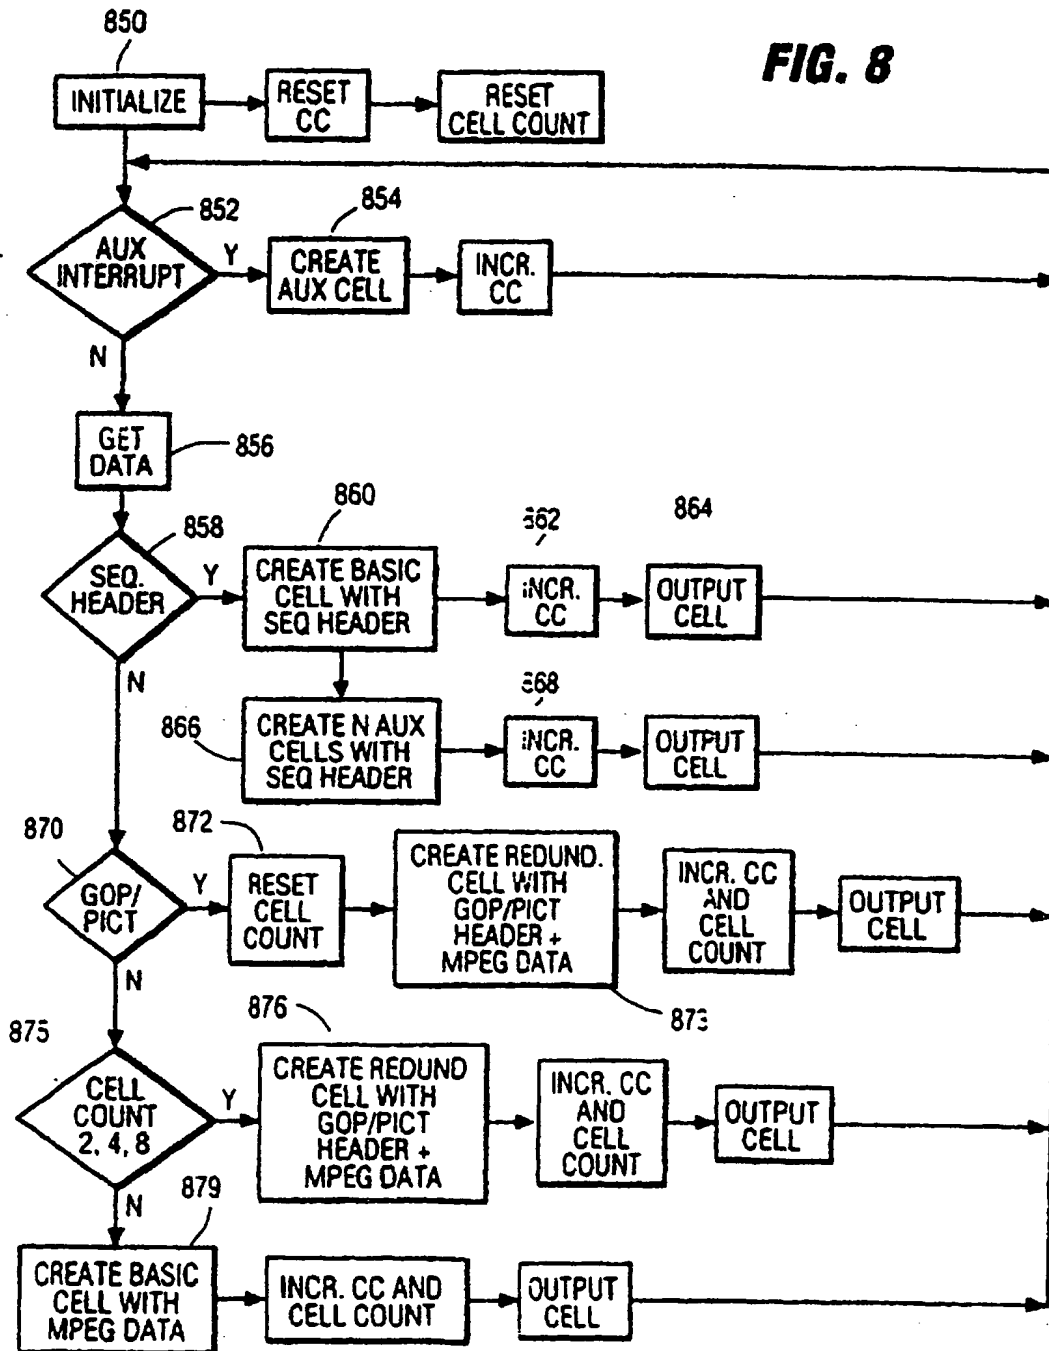 850
FIG. 8
INITIALIZE
RESET
CC
RESET
CELL COUNT
852
854
AUX
INTERRUPT
Y
CREATE
AUX CELL
INCR.
CC
N
GET
DATA
856
858
860
862
864
SEQ.
HEADER
Y
CREATE BASIC
CELL WITH
SEQ HEADER
INCR.
CC
OUTPUT
CELL
N
866
868
CREATE N AUX
CELLS WITH
SEQ HEADER
INCR.
CC
OUTPUT
CELL
870
872
GOP/
PICT
Y
RESET
CELL
COUNT
CREATE REDUND.
CELL WITH
GOP/PICT
HEADER +
MPEG DATA
INCR. CC
AND
CELL
COUNT
OUTPUT
CELL
N
873
875
876
CELL
COUNT
2, 4, 8
Y
CREATE REDUND
CELL WITH
GOP/PICT
HEADER +
MPEG DATA
INCR. CC
AND
CELL
COUNT
OUTPUT
CELL
N
879
CREATE BASIC
CELL WITH
MPEG DATA
INCR. CC AND
CELL COUNT
OUTPUT
CELL